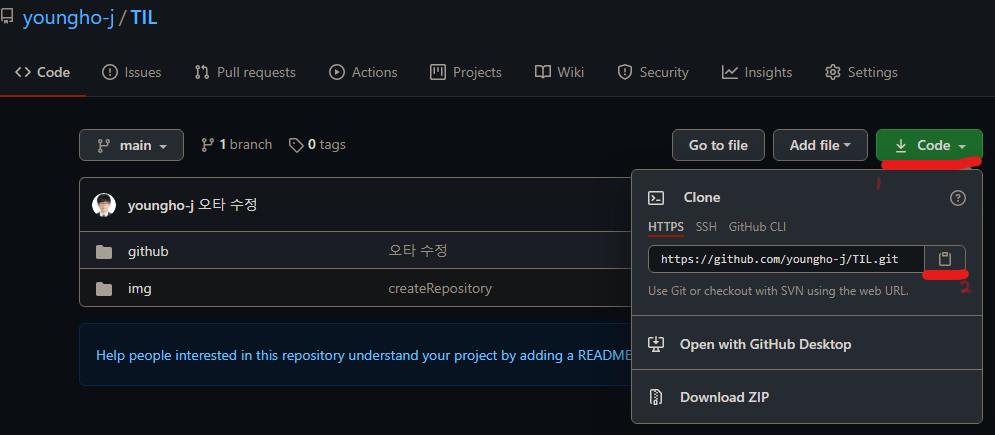 youngho-j / TIL
Code Issues Pull requests Actions Projects Wiki Security Insights Settings
main 1 branch 0 tags Go to file Add file Code
1
youngho-j 오타 수정
Clone
HTTPS SSH GitHub CLI
github 오타 수정
https://github.com/youngho-j/TIL.git
2
img createRepository
Use Git or checkout with SVN using the web URL.
Help people interested in this repository understand your project by adding a README
Open with GitHub Desktop
Download ZIP